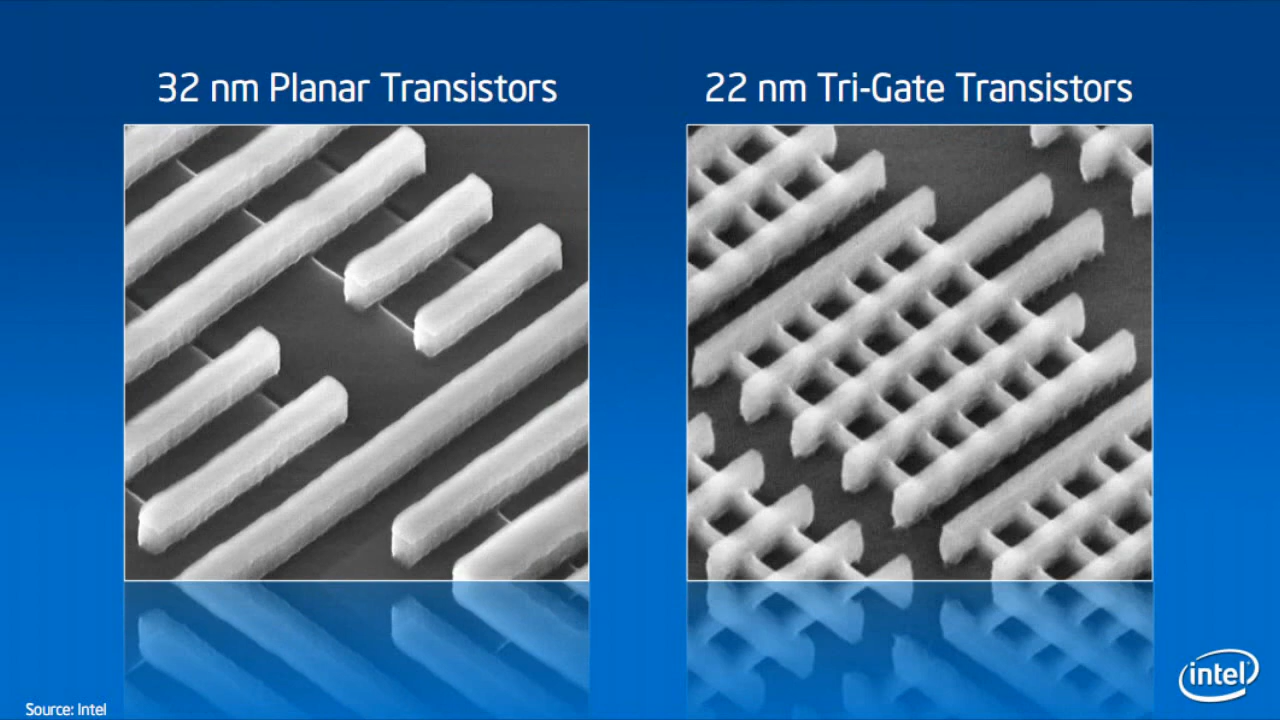 32 nm Planar Transistors
22 nm Tri-Gate Transistors
intel
Source: Intel